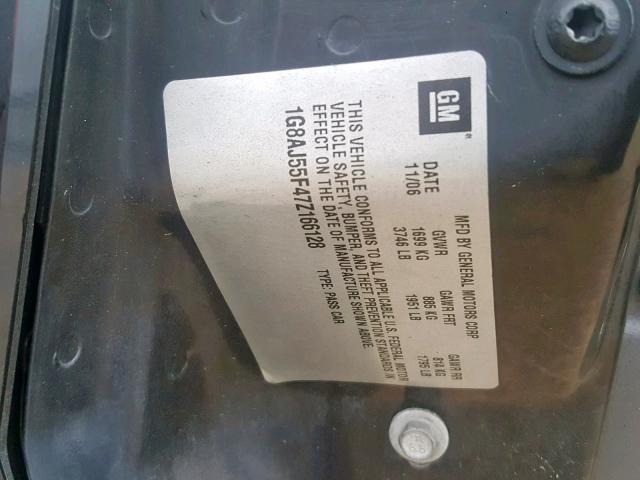 GM
®
MFD BY GENERAL MOTORS CORP
DATE GVWR GAWR FRT GAWR RR
11/06 1699 KG 885 KG 814 KG
3746 LB 1951 LB 1795 LB
THIS VEHICLE CONFORMS TO ALL APPLICABLE U.S. FEDERAL MOTOR
VEHICLE SAFETY, BUMPER, AND THEFT PREVENTION STANDARDS IN
EFFECT ON THE DATE OF MANUFACTURE SHOWN ABOVE.
1G8AJ55F47Z166128 TYPE: PASS CAR